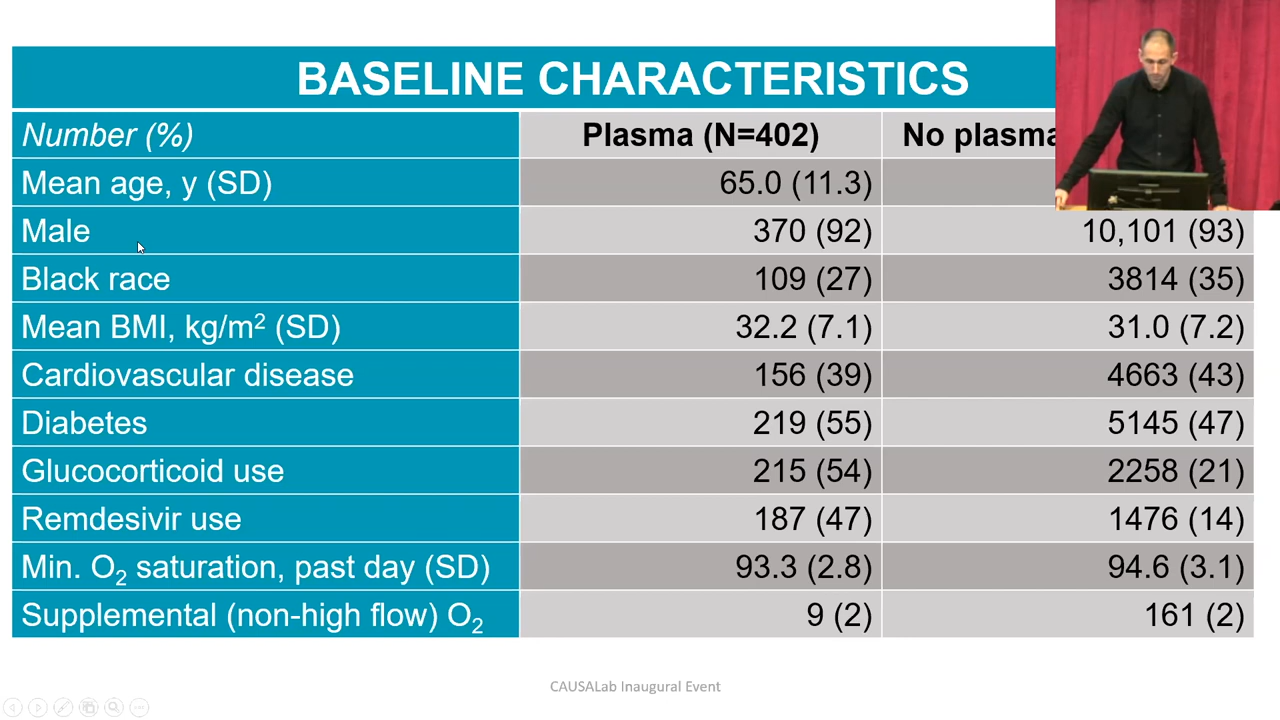 BASELINE CHARACTERISTICS
Number (%) Plasma (N=402) No plasma
Mean age, y (SD) 65.0 (11.3)
Male 370 (92) 10,101 (93)
Black race 109 (27) 3814 (35)
Mean BMI, kg/m² (SD) 32.2 (7.1) 31.0 (7.2)
Cardiovascular disease 156 (39) 4663 (43)
Diabetes 219 (55) 5145 (47)
Glucocorticoid use 215 (54) 2258 (21)
Remdesivir use 187 (47) 1476 (14)
Min. O₂ saturation, past day (SD) 93.3 (2.8) 94.6 (3.1)
Supplemental (non-high flow) O₂ 9 (2) 161 (2)
CAUSALab Inaugural Event